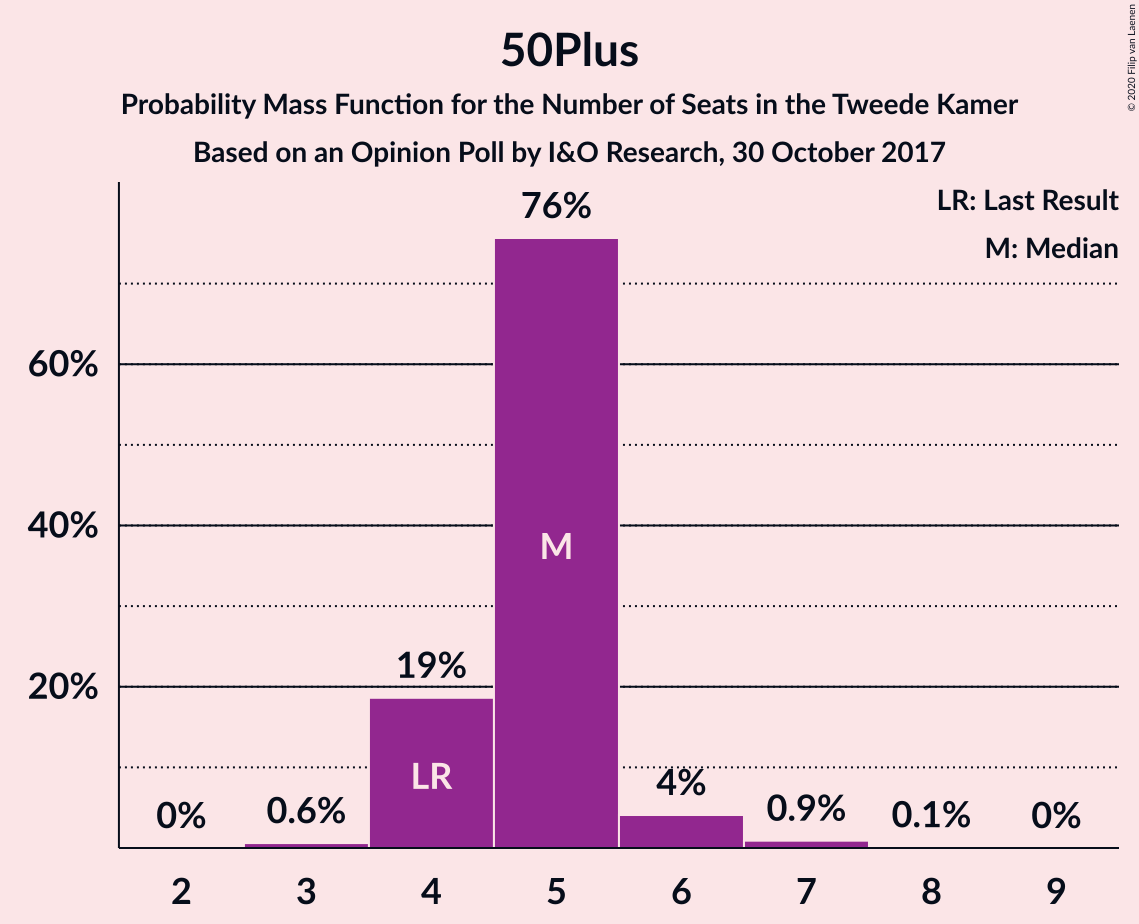 50Plus
Probability Mass Function for the Number of Seats in the Tweede Kamer
Based on an Opinion Poll by I&O Research, 30 October 2017
© 2020 Filip van Laenen
LR: Last Result
M: Median
76%
60%
40%
20%
M
19%
LR
0%
0.6%
4%
0.9%
0.1%
0%
2 3 4 5 6 7 8 9